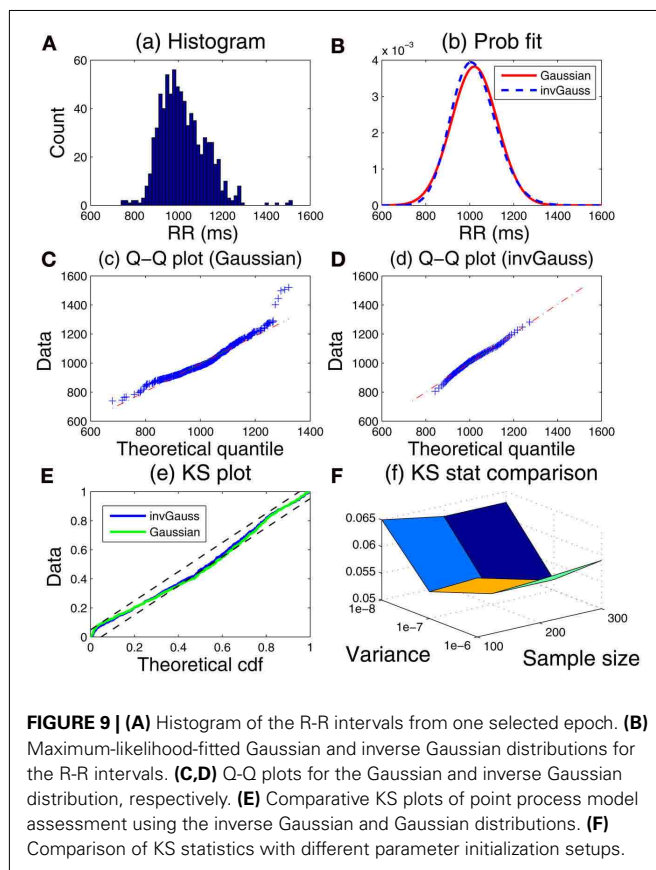 A (a) Histogram
60
40
20
0
Count
600 800 1000 1200 1400 1600
RR (ms)
B (b) Prob fit
x 10⁻³
4
3
2
1
0
Gaussian
invGauss
600 800 1000 1200 1400 1600
RR (ms)
C (c) Q−Q plot (Gaussian)
1600
1400
1200
1000
800
600
Data
600 800 1000 1200 1400
Theoretical quantile
D (d) Q−Q plot (invGauss)
1600
1400
1200
1000
800
600
Data
600 800 1000 1200 1400 1600
Theoretical quantile
E (e) KS plot
1
0.8
0.6
0.4
0.2
0
Data
invGauss
Gaussian
0 0.2 0.4 0.6 0.8 1
Theoretical cdf
F (f) KS stat comparison
0.065
0.06
0.055
0.05
1e−8
1e−7
1e−6
Variance
100
200
300
Sample size
FIGURE 9 | (A) Histogram of the R-R intervals from one selected epoch. (B)
Maximum-likelihood-fitted Gaussian and inverse Gaussian distributions for
the R-R intervals. (C,D) Q-Q plots for the Gaussian and inverse Gaussian
distribution, respectively. (E) Comparative KS plots of point process model
assessment using the inverse Gaussian and Gaussian distributions. (F)
Comparison of KS statistics with different parameter initialization setups.